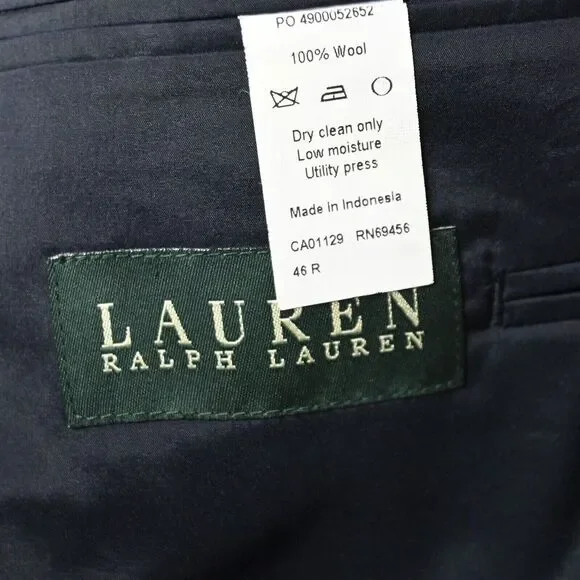 PO 4900052652
100% Wool
Dry clean only
Low moisture
Utility press
Made in Indonesia
CA01129 RN69456
46 R
LAUREN
RALPH LAUREN